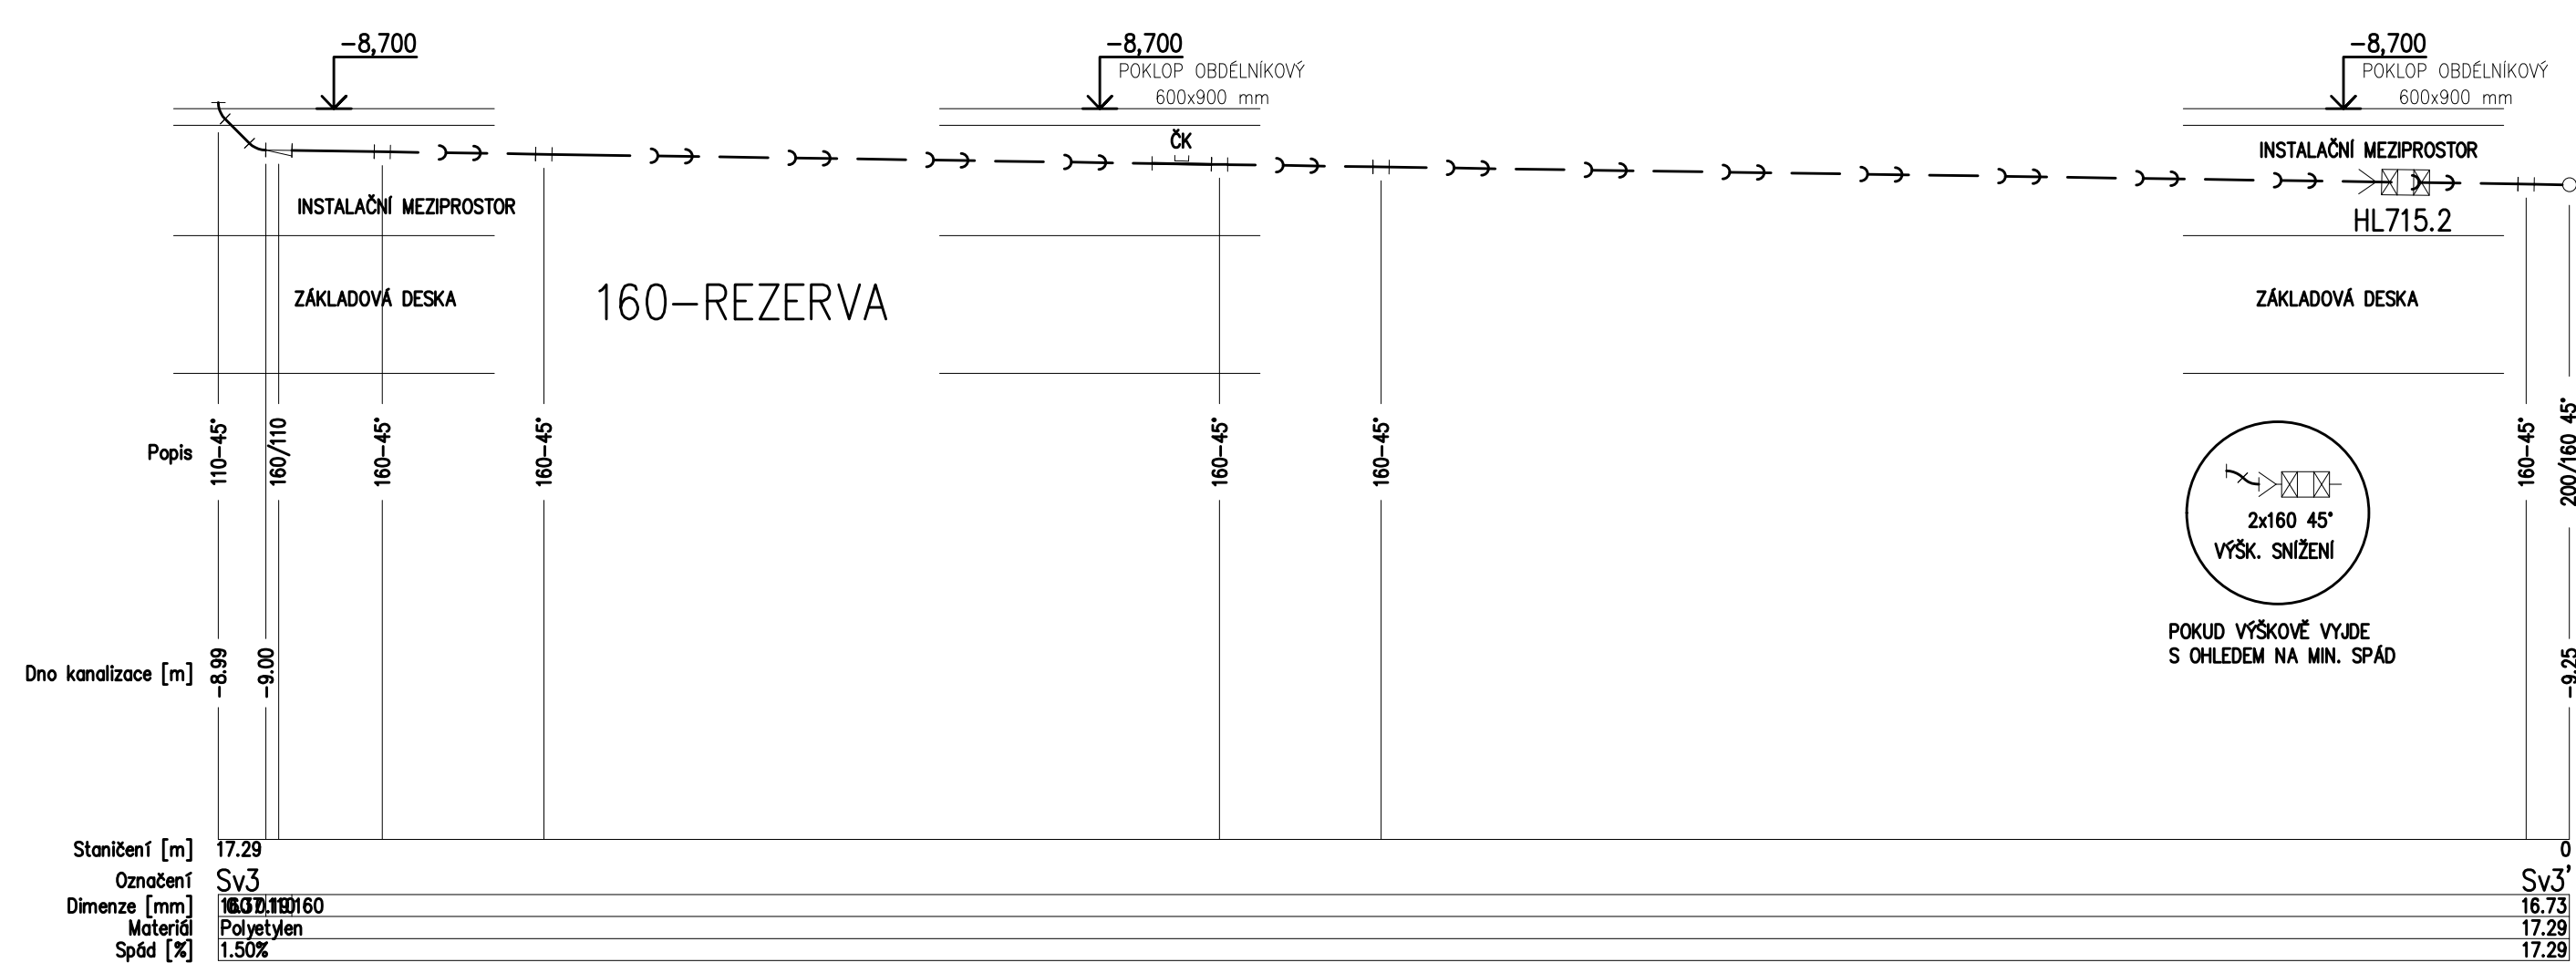 -8,700
-8,700
-8,700
POKLOP OBDÉLNÍKOVÝ
600x900 mm
POKLOP OBDÉLNÍKOVÝ
600x900 mm
ČK
INSTALAČNÍ MEZIPROSTOR
INSTALAČNÍ MEZIPROSTOR
HL715.2
ZÁKLADOVÁ DESKA
160-REZERVA
ZÁKLADOVÁ DESKA
Popis
110-45°
160/110
160-45°
160-45°
160-45°
160-45°
160-45°
200/160 45°
2x160 45°
VÝŠK. SNÍŽENÍ
POKUD VÝŠKOVĚ VYJDE
S OHLEDEM NA MIN. SPÁD
Dno kanalizace [m]
-8.99
-9.00
-9.25
Staničení [m] 17.29 0
Označení Sv3 Sv3'
Dimenze [mm] 160 16.73
Materiál Polyetylen 17.29
Spád [%] 1.50% 17.29